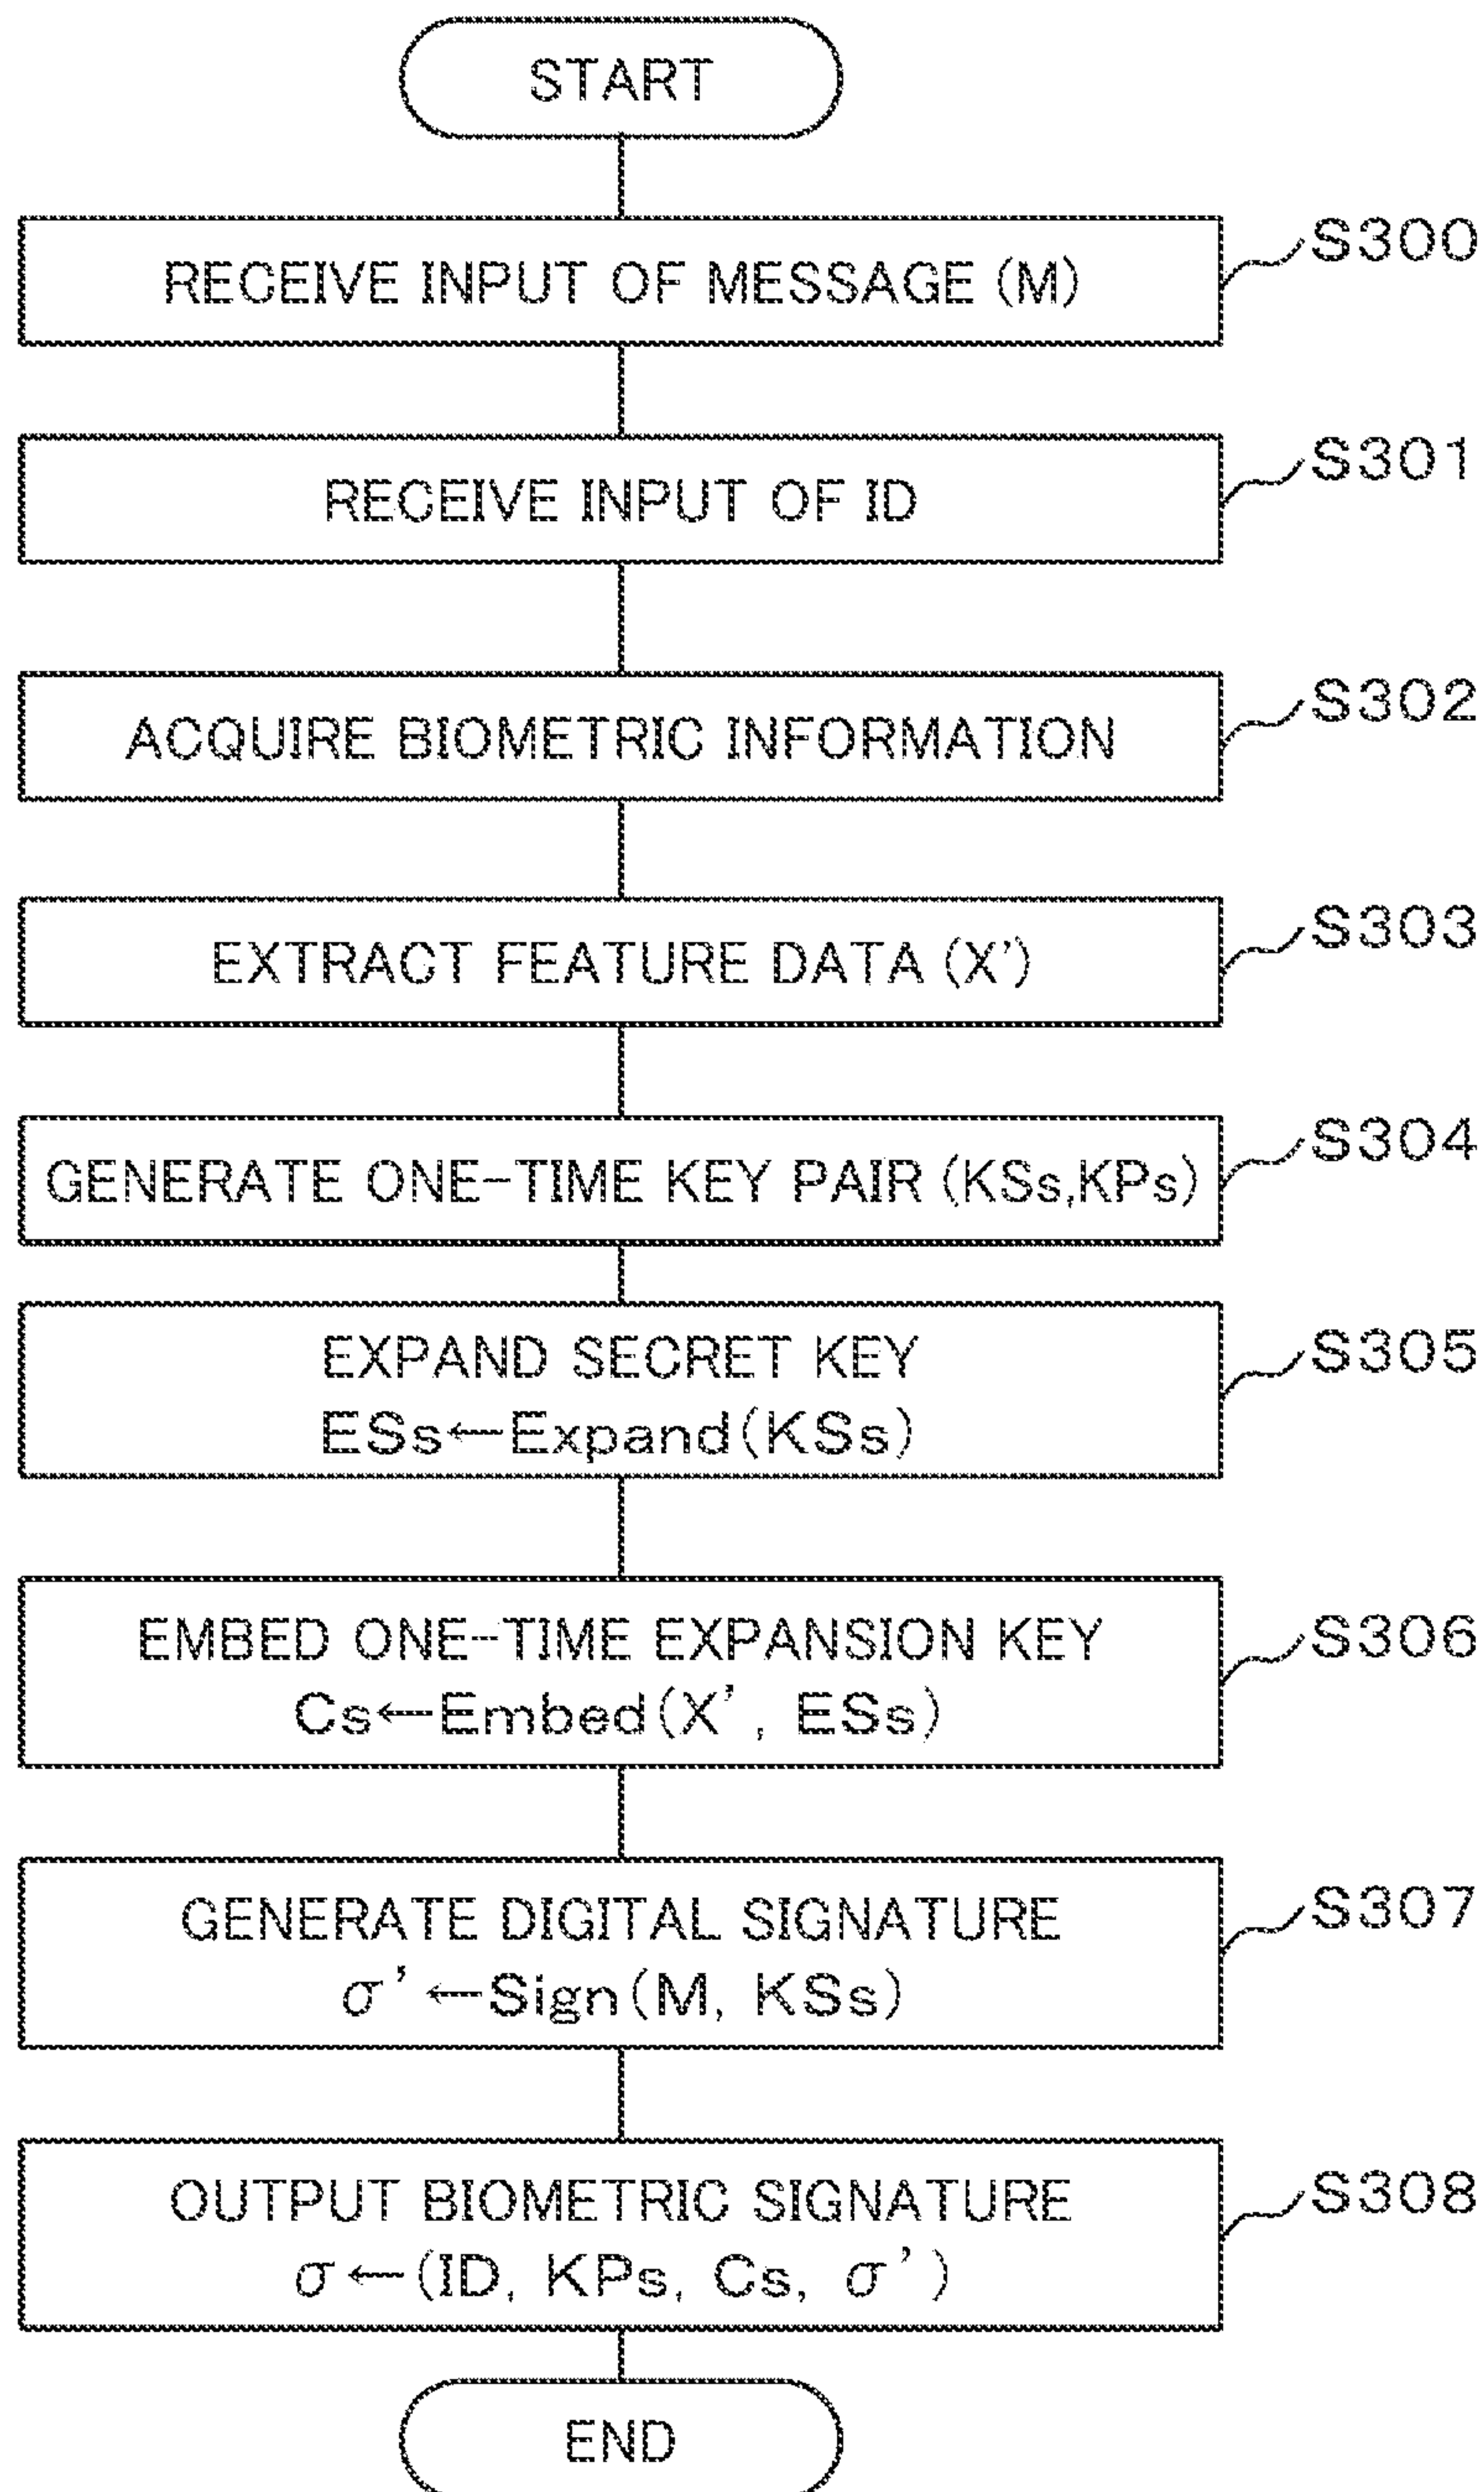 START
RECEIVE INPUT OF MESSAGE (M)
S300
RECEIVE INPUT OF ID
S301
ACQUIRE BIOMETRIC INFORMATION
S302
EXTRACT FEATURE DATA (X')
S303
GENERATE ONE-TIME KEY PAIR (KSs,KPs)
S304
EXPAND SECRET KEY
ESs←Expand(KSs)
S305
EMBED ONE-TIME EXPANSION KEY
Cs←Embed(X', ESs)
S306
GENERATE DIGITAL SIGNATURE
σ'←Sign(M, KSs)
S307
OUTPUT BIOMETRIC SIGNATURE
σ←(ID, KPs, Cs, σ')
S308
END